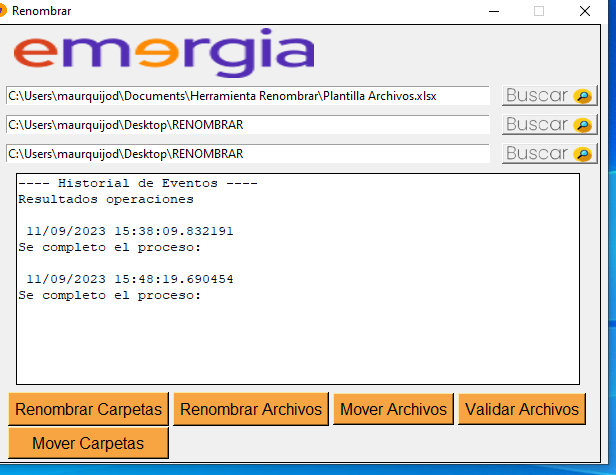 Renombrar
emergia
C:\Users\maurquijod\Documents\Herramienta Renombrar\Plantilla Archivos.xlsx Buscar
C:\Users\maurquijod\Desktop\RENOMBRAR Buscar
C:\Users\maurquijod\Desktop\RENOMBRAR Buscar
---- Historial de Eventos ----
Resultados operaciones
11/09/2023 15:38:09.832191
Se completo el proceso:
11/09/2023 15:48:19.690454
Se completo el proceso:
Renombrar Carpetas Renombrar Archivos Mover Archivos Validar Archivos
Mover Carpetas